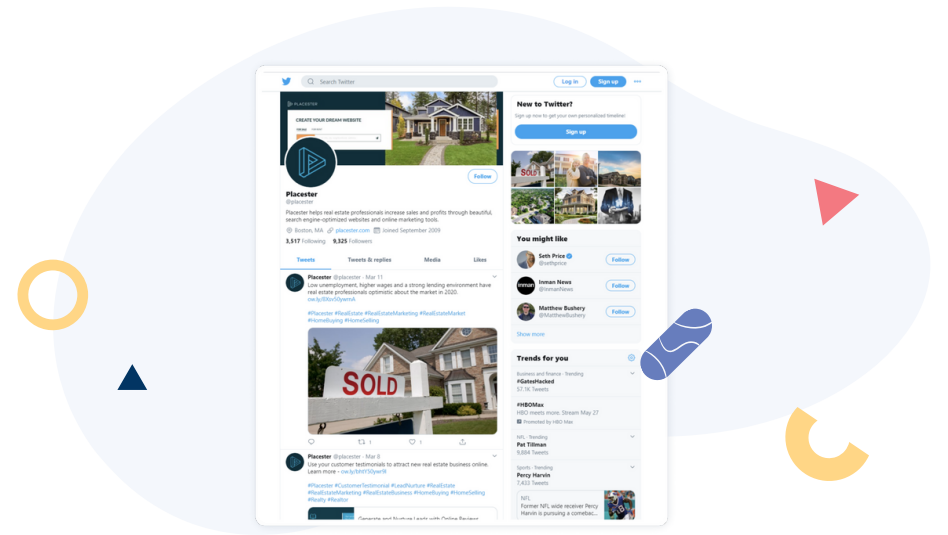 Search Twitter
Log in
Sign up
PLACESTER
CREATE YOUR DREAM WEBSITE
Follow
Placester
@placester
Placester helps real estate professionals increase sales and profits through beautiful,
search engine-optimized websites and online marketing tools.
Boston, MA placester.com Joined September 2009
3,517 Following 9,325 Followers
Tweets Tweets & replies Media Likes
Placester @placester · Mar 11
Low unemployment, higher wages and a strong lending environment have
real estate professionals optimistic about the market in 2020.
#Placester #RealEstate #RealEstateMarketing #RealEstateMarket
#HomeBuying #HomeSelling
SOLD
1
Placester @placester · Mar 8
Use your customer testimonials to attract new real estate business online.
Learn more -
#Placester #CustomerTestimonial #LeadNurture #RealEstate
#RealEstateMarketing #RealEstateBusiness #HomeBuying #HomeSelling
#Realty #Realtor
Generate and Nurture Leads with Online Reviews
New to Twitter?
Sign up now to get your own personalized timeline!
Sign up
SOLD
You might like
Seth Price
@sethprice
Follow
inman
Inman News
@InmanNews
Follow
Matthew Bushery
@MatthewBushery
Follow
Show more
Trends for you
Business and finance · Trending
#GatesHacked
57.1K Tweets
#HBOMax
HBO meets more. Stream May 27
Promoted by HBO Max
NFL · Trending
Pat Tillman
9,884 Tweets
Sports · Trending
Percy Harvin
7,433 Tweets
NFL
Former NFL wide receiver Percy
Harvin is pursuing a comebac...